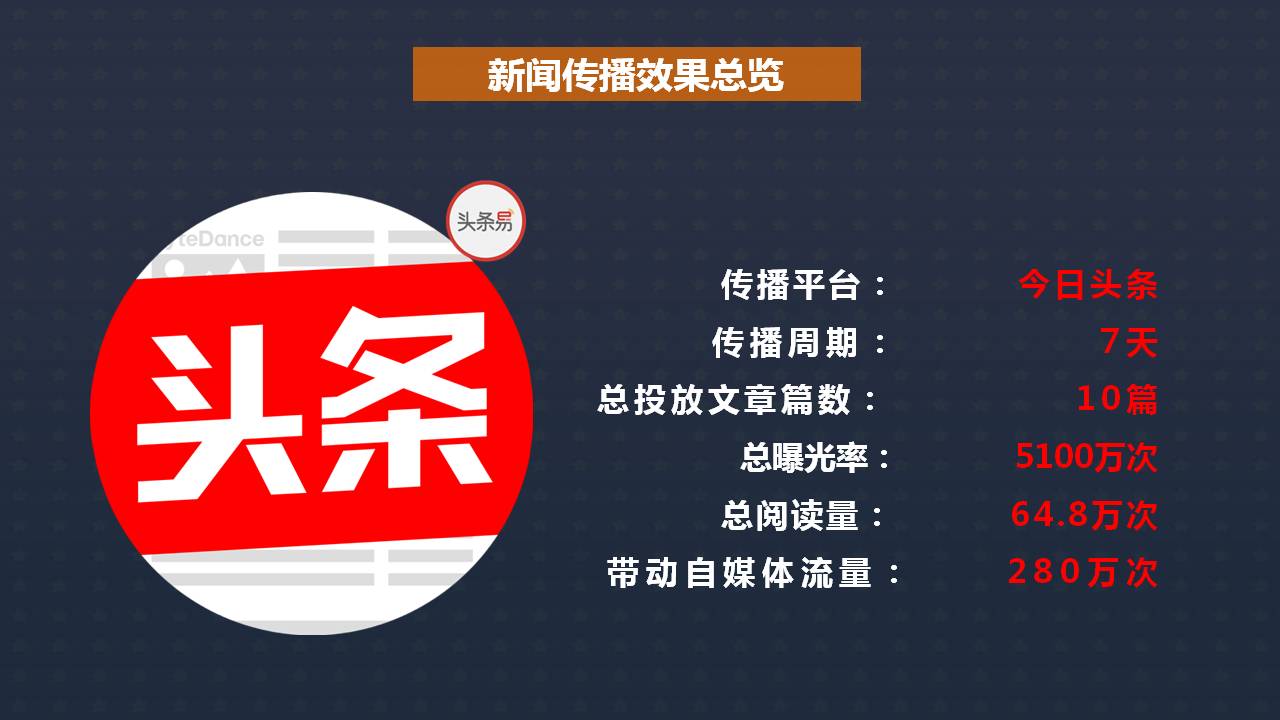 新闻传播效果总览
头条易
teDance
头条
传播平台：今日头条
传播周期：7天
总投放文章篇数：10篇
总曝光率：5100万次
总阅读量：64.8万次
带动自媒体流量：280万次